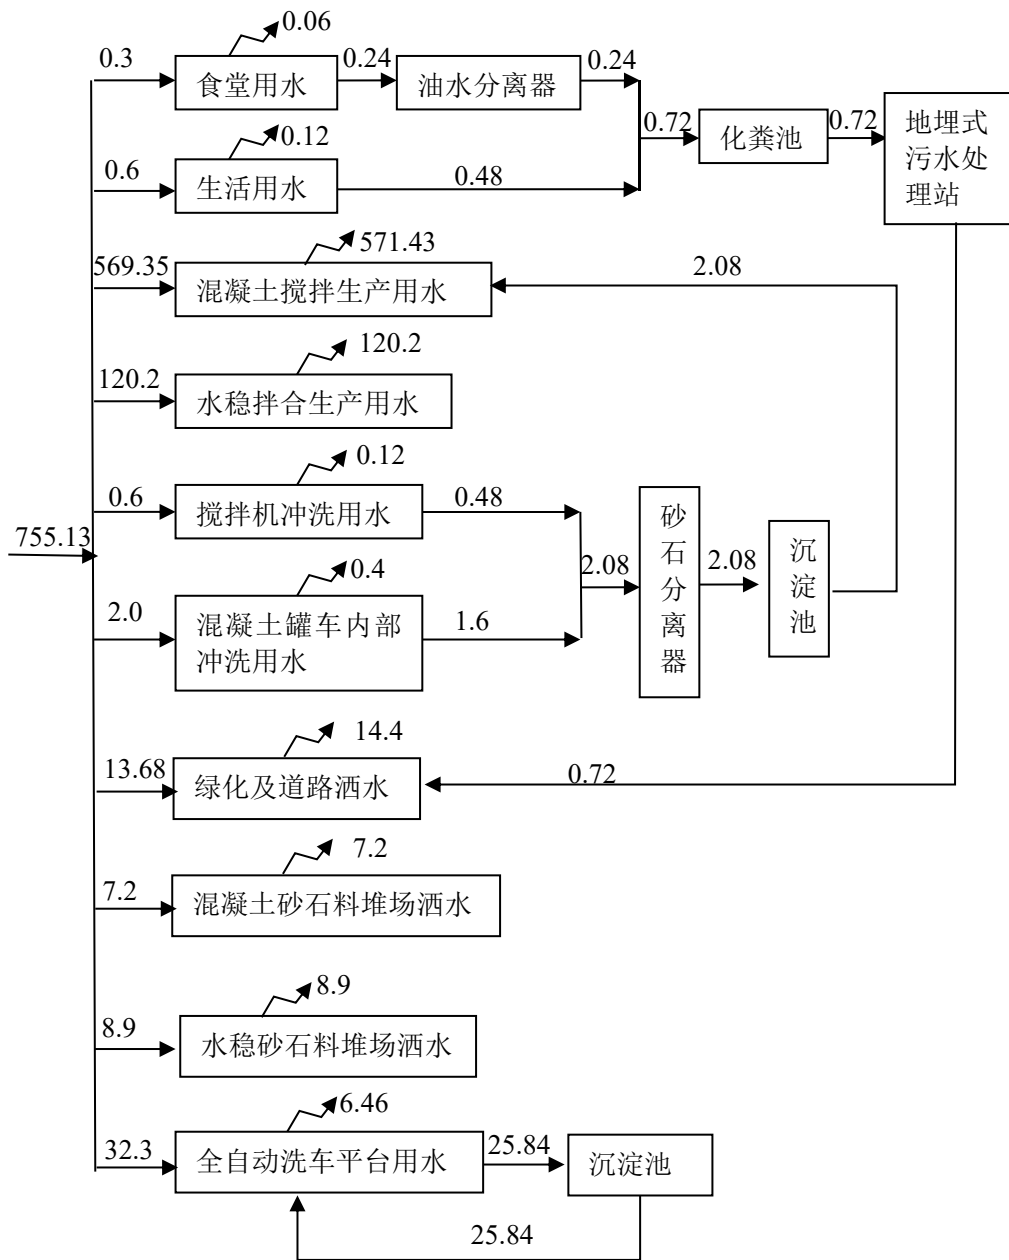 0.06
0.3
食堂用水
0.24
油水分离器
0.24
0.12
0.6
生活用水
0.48
0.72
化粪池
0.72
地埋式
污水处
理站
571.43
569.35
混凝土搅拌生产用水
2.08
120.2
120.2
水稳拌合生产用水
0.12
0.6
搅拌机冲洗用水
0.48
755.13
0.4
2.0
混凝土罐车内部
冲洗用水
1.6
2.08
砂
石
分
离
器
2.08
沉
淀
池
14.4
13.68
绿化及道路洒水
0.72
7.2
7.2
混凝土砂石料堆场洒水
8.9
8.9
水稳砂石料堆场洒水
6.46
32.3
全自动洗车平台用水
25.84
沉淀池
25.84